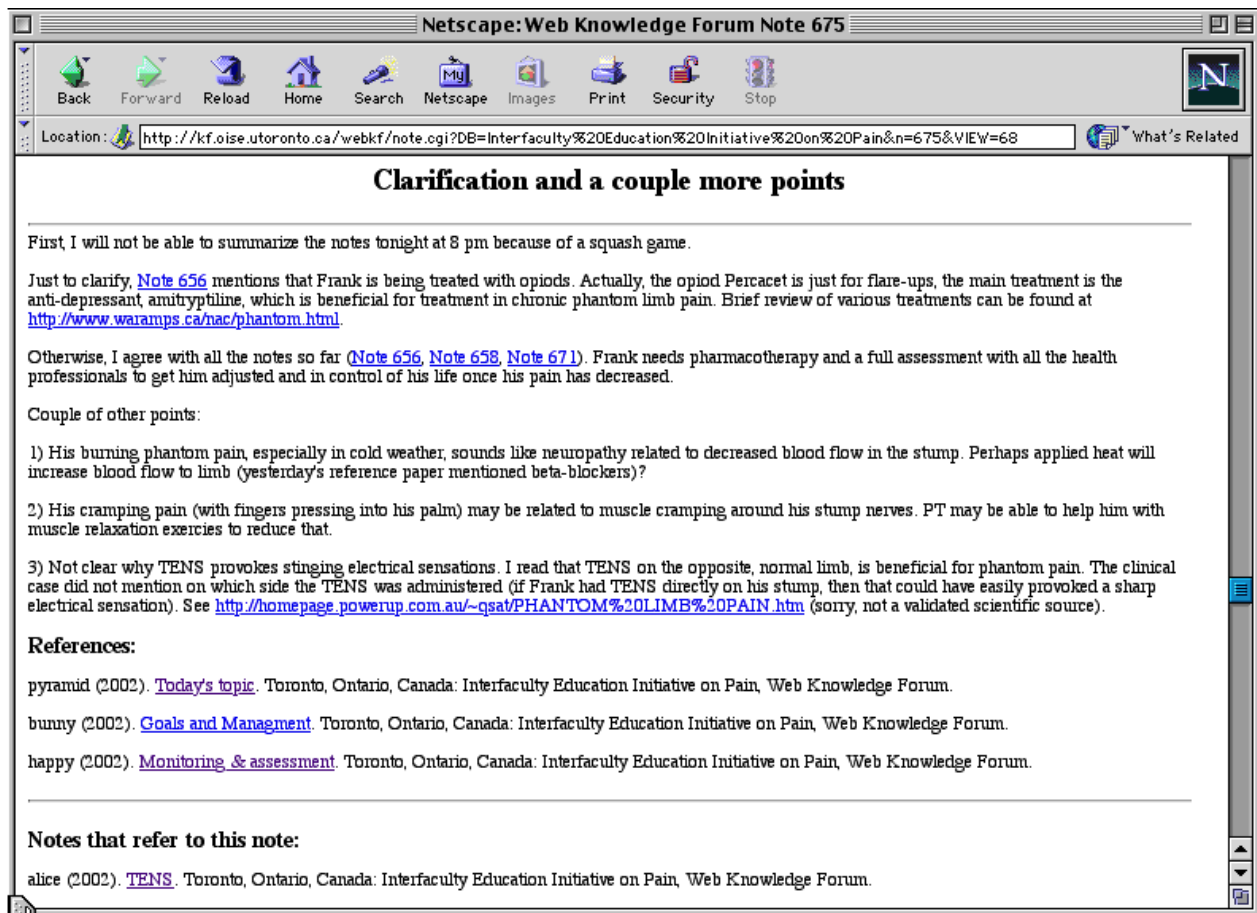 Netscape: Web Knowledge Forum Note 675
Back Forward Reload Home Search Netscape Images Print Security Stop
My
N
Location: http://kf.oise.utoronto.ca/webkf/note.cgi?DB=Interfaculty%20Education%20Initiative%20on%20Pain&n=675&VIEW=68 What's Related
Clarification and a couple more points
First, I will not be able to summarize the notes tonight at 8 pm because of a squash game.
Just to clarify, Note 656 mentions that Frank is being treated with opiods. Actually, the opiod Percacet is just for flare-ups, the main treatment is the
anti-depressant, amitryptiline, which is beneficial for treatment in chronic phantom limb pain. Brief review of various treatments can be found at
http://www.waramps.ca/nac/phantom.html.
Otherwise, I agree with all the notes so far (Note 656, Note 658, Note 671). Frank needs pharmacotherapy and a full assessment with all the health
professionals to get him adjusted and in control of his life once his pain has decreased.
Couple of other points:
1) His burning phantom pain, especially in cold weather, sounds like neuropathy related to decreased blood flow in the stump. Perhaps applied heat will
increase blood flow to limb (yesterday's reference paper mentioned beta-blockers)?
2) His cramping pain (with fingers pressing into his palm) may be related to muscle cramping around his stump nerves. PT may be able to help him with
muscle relaxation exercies to reduce that.
3) Not clear why TENS provokes stinging electrical sensations. I read that TENS on the opposite, normal limb, is beneficial for phantom pain. The clinical
case did not mention on which side the TENS was administered (if Frank had TENS directly on his stump, then that could have easily provoked a sharp
electrical sensation). See http://homepage.powerup.com.au/~qsat/PHANTOM%20LIMB%20PAIN.htm (sorry, not a validated scientific source).
References:
pyramid (2002). Today's topic. Toronto, Ontario, Canada: Interfaculty Education Initiative on Pain, Web Knowledge Forum.
bunny (2002). Goals and Managment. Toronto, Ontario, Canada: Interfaculty Education Initiative on Pain, Web Knowledge Forum.
happy (2002). Monitoring & assessment. Toronto, Ontario, Canada: Interfaculty Education Initiative on Pain, Web Knowledge Forum.
Notes that refer to this note:
alice (2002). TENS. Toronto, Ontario, Canada: Interfaculty Education Initiative on Pain, Web Knowledge Forum.